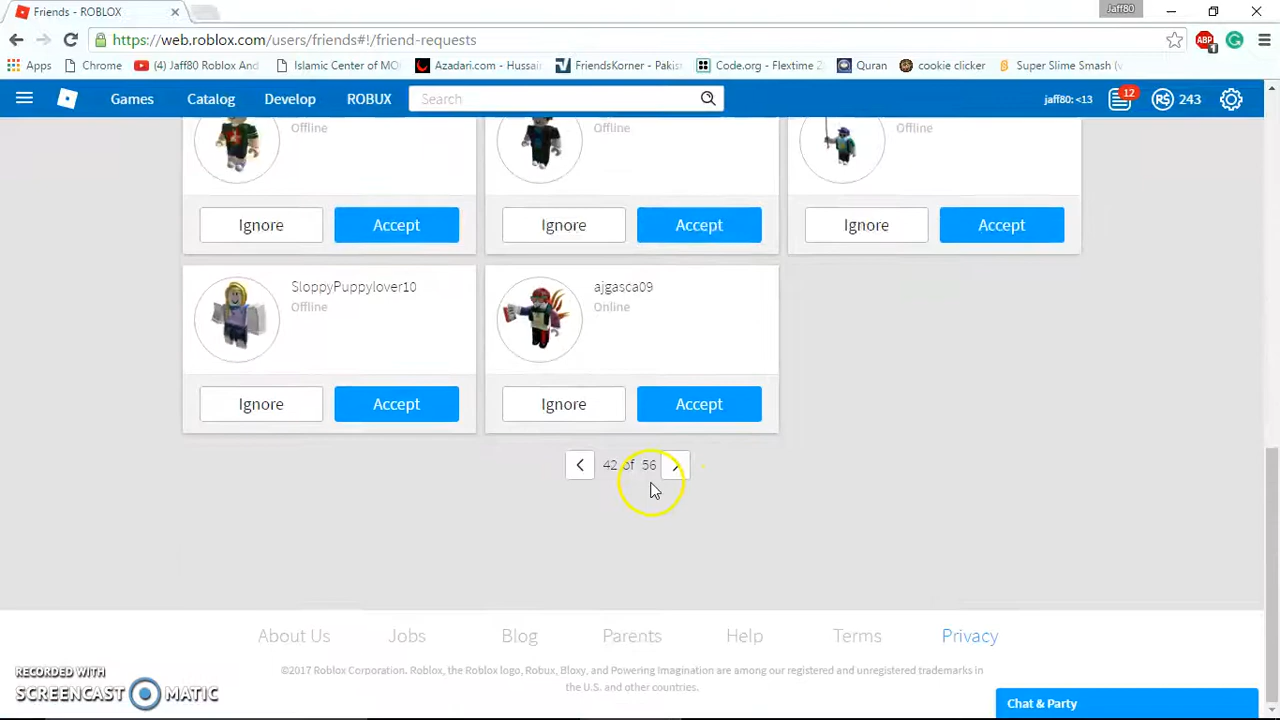 Friends - ROBLOX
Jaff80
https://web.roblox.com/users/friends#!/friend-requests
ABP
1
Apps Chrome (4) Jaff80 Roblox And Islamic Center of MO Azadari.com - Hussai FriendsKorner - Pakis Code.org - Flextime 2 Quran cookie clicker Super Slime Smash (v
Games Catalog Develop ROBUX Search jaff80: <13 12 R$ 243
Offline Offline Offline
Ignore Accept Ignore Accept Ignore Accept
SloppyPuppylover10 ajgasca09
Offline Online
Ignore Accept Ignore Accept
42 of 56
About Us Jobs Blog Parents Help Terms Privacy
©2017 Roblox Corporation. Roblox, the Roblox logo, Robux, Bloxy, and Powering Imagination are among our registered and unregistered trademarks in
the U.S. and other countries.
RECORDED WITH
SCREENCAST MATIC
Chat & Party